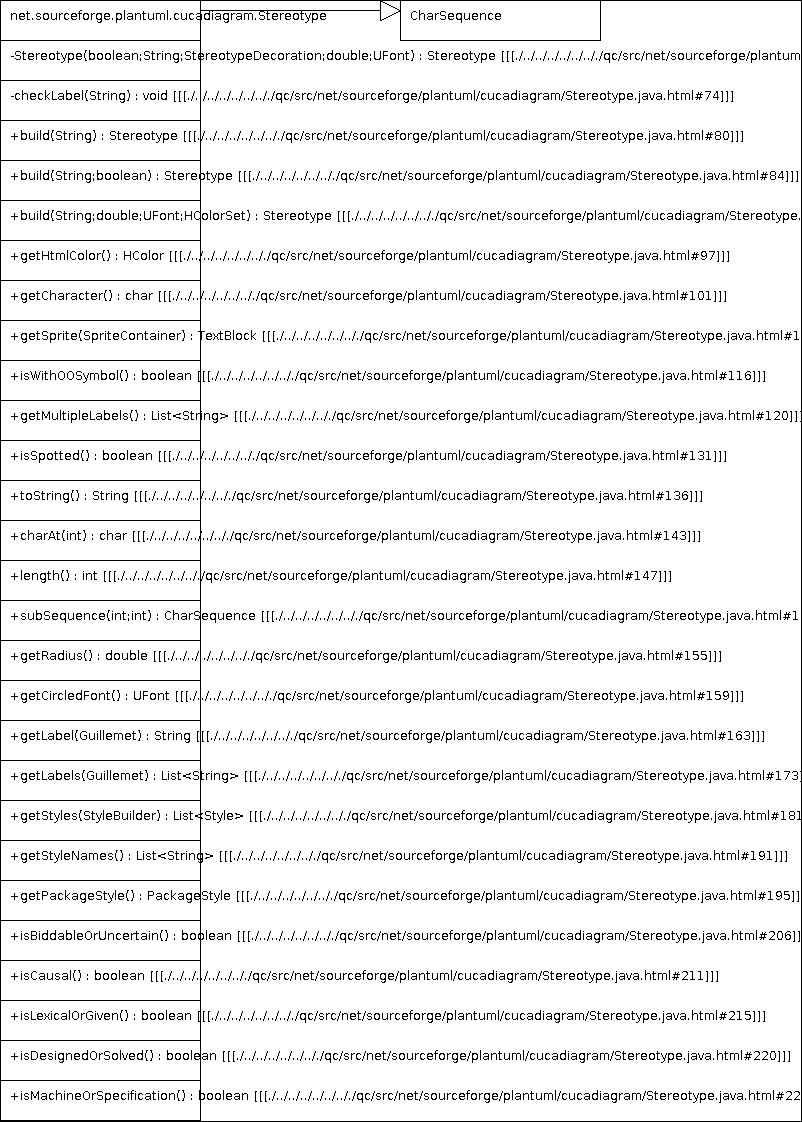 net.sourceforge.plantuml.cucadiagram.Stereotype CharSequence
-Stereotype(boolean;String;StereotypeDecoration;double;UFont) : Stereotype [[[./../../../../../../../qc/src/net/sourceforge/plantum
-checkLabel(String) : void [[[./../../../../../../../qc/src/net/sourceforge/plantuml/cucadiagram/Stereotype.java.html#74]]]
+build(String) : Stereotype [[[./../../../../../../../qc/src/net/sourceforge/plantuml/cucadiagram/Stereotype.java.html#80]]]
+build(String;boolean) : Stereotype [[[./../../../../../../../qc/src/net/sourceforge/plantuml/cucadiagram/Stereotype.java.html#84]]]
+build(String;double;UFont;HColorSet) : Stereotype [[[./../../../../../../../qc/src/net/sourceforge/plantuml/cucadiagram/Stereotype.
+getHtmlColor() : HColor [[[./../../../../../../../qc/src/net/sourceforge/plantuml/cucadiagram/Stereotype.java.html#97]]]
+getCharacter() : char [[[./../../../../../../../qc/src/net/sourceforge/plantuml/cucadiagram/Stereotype.java.html#101]]]
+getSprite(SpriteContainer) : TextBlock [[[./../../../../../../../qc/src/net/sourceforge/plantuml/cucadiagram/Stereotype.java.html#1
+isWithOOSymbol() : boolean [[[./../../../../../../../qc/src/net/sourceforge/plantuml/cucadiagram/Stereotype.java.html#116]]]
+getMultipleLabels() : List<String> [[[./../../../../../../../qc/src/net/sourceforge/plantuml/cucadiagram/Stereotype.java.html#120]]]
+isSpotted() : boolean [[[./../../../../../../../qc/src/net/sourceforge/plantuml/cucadiagram/Stereotype.java.html#131]]]
+toString() : String [[[./../../../../../../../qc/src/net/sourceforge/plantuml/cucadiagram/Stereotype.java.html#136]]]
+charAt(int) : char [[[./../../../../../../../qc/src/net/sourceforge/plantuml/cucadiagram/Stereotype.java.html#143]]]
+length() : int [[[./../../../../../../../qc/src/net/sourceforge/plantuml/cucadiagram/Stereotype.java.html#147]]]
+subSequence(int;int) : CharSequence [[[./../../../../../../../qc/src/net/sourceforge/plantuml/cucadiagram/Stereotype.java.html#1
+getRadius() : double [[[./../../../../../../../qc/src/net/sourceforge/plantuml/cucadiagram/Stereotype.java.html#155]]]
+getCircledFont() : UFont [[[./../../../../../../../qc/src/net/sourceforge/plantuml/cucadiagram/Stereotype.java.html#159]]]
+getLabel(Guillemet) : String [[[./../../../../../../../qc/src/net/sourceforge/plantuml/cucadiagram/Stereotype.java.html#163]]]
+getLabels(Guillemet) : List<String> [[[./../../../../../../../qc/src/net/sourceforge/plantuml/cucadiagram/Stereotype.java.html#173]
+getStyles(StyleBuilder) : List<Style> [[[./../../../../../../../qc/src/net/sourceforge/plantuml/cucadiagram/Stereotype.java.html#181
+getStyleNames() : List<String> [[[./../../../../../../../qc/src/net/sourceforge/plantuml/cucadiagram/Stereotype.java.html#191]]]
+getPackageStyle() : PackageStyle [[[./../../../../../../../qc/src/net/sourceforge/plantuml/cucadiagram/Stereotype.java.html#195]]
+isBiddableOrUncertain() : boolean [[[./../../../../../../../qc/src/net/sourceforge/plantuml/cucadiagram/Stereotype.java.html#206]]
+isCausal() : boolean [[[./../../../../../../../qc/src/net/sourceforge/plantuml/cucadiagram/Stereotype.java.html#211]]]
+isLexicalOrGiven() : boolean [[[./../../../../../../../qc/src/net/sourceforge/plantuml/cucadiagram/Stereotype.java.html#215]]]
+isDesignedOrSolved() : boolean [[[./../../../../../../../qc/src/net/sourceforge/plantuml/cucadiagram/Stereotype.java.html#220]]]
+isMachineOrSpecification() : boolean [[[./../../../../../../../qc/src/net/sourceforge/plantuml/cucadiagram/Stereotype.java.html#22